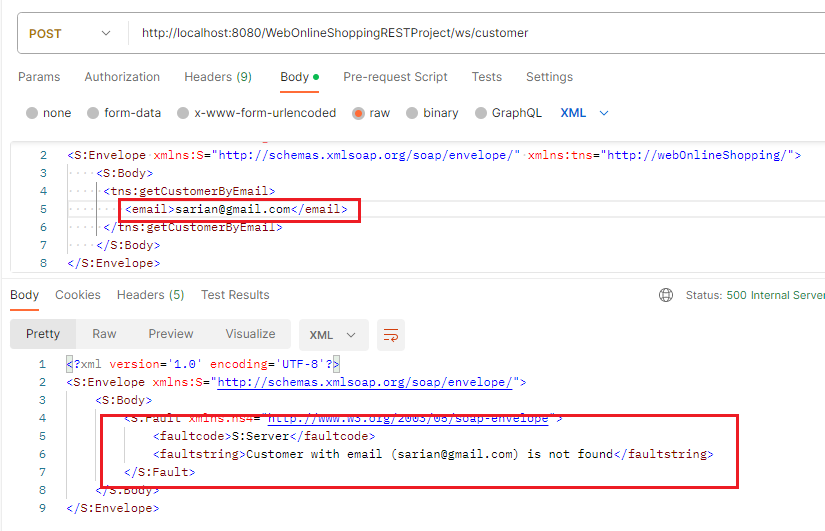 POST http://localhost:8080/WebOnlineShoppingRESTProject/ws/customer
Params Authorization Headers (9) Body Pre-request Script Tests Settings
none form-data x-www-form-urlencoded raw binary GraphQL XML
2 <S:Envelope xmlns:S="http://schemas.xmlsoap.org/soap/envelope/" xmlns:tns="http://webOnlineShopping/">
3 <S:Body>
4 <tns:getCustomerByEmail>
5 <email>sarian@gmail.com</email>
6 </tns:getCustomerByEmail>
7 </S:Body>
8 </S:Envelope>
Body Cookies Headers (5) Test Results Status: 500 Internal Server
Pretty Raw Preview Visualize XML
1 <?xml version='1.0' encoding='UTF-8'?>
2 <S:Envelope xmlns:S="http://schemas.xmlsoap.org/soap/envelope/">
3 <S:Body>
4 <S:Fault xmlns:ns4="http://www.w3.org/2003/05/soap-envelope">
5 <faultcode>S:Server</faultcode>
6 <faultstring>Customer with email (sarian@gmail.com) is not found</faultstring>
7 </S:Fault>
8 </S:Body>
9 </S:Envelope>